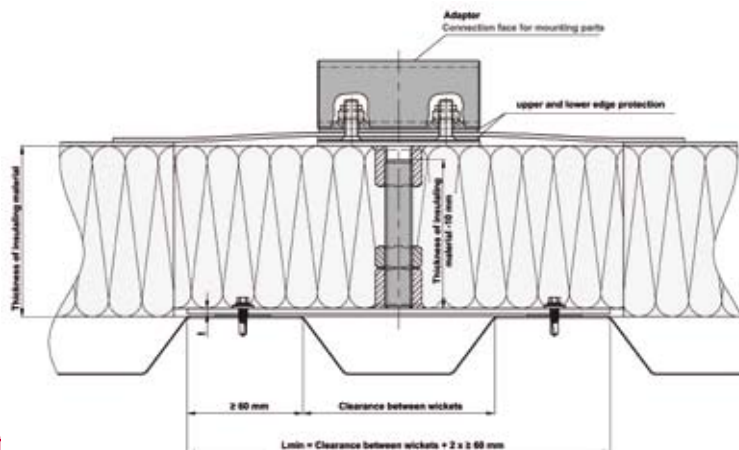 Adapter
Connection face for mounting parts
upper and lower edge protection
Thickness of insulating material
Thickness of insulating
material -10 mm
≥ 60 mm
Clearance between wickets
Lmin = Clearance between wickets + 2 x ≥ 60 mm